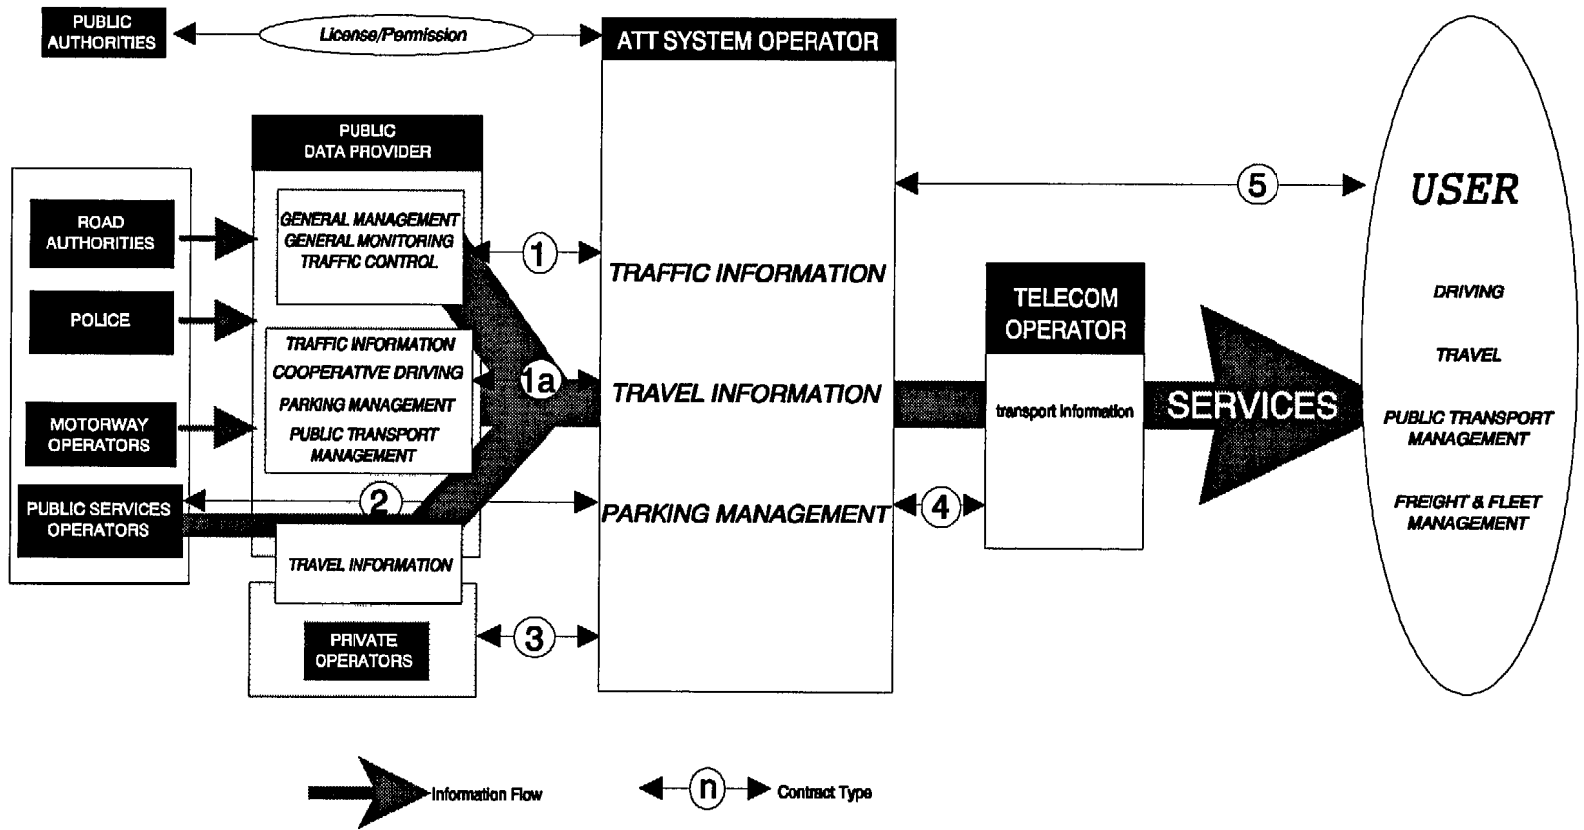 PUBLIC
AUTHORITIES
License/Permission
ATT SYSTEM OPERATOR
PUBLIC
DATA PROVIDER
ROAD
AUTHORITIES
POLICE
MOTORWAY
OPERATORS
PUBLIC SERVICES
OPERATORS
GENERAL MANAGEMENT
GENERAL MONITORING
TRAFFIC CONTROL
TRAFFIC INFORMATION
COOPERATIVE DRIVING
PARKING MANAGEMENT
PUBLIC TRANSPORT
MANAGEMENT
TRAVEL INFORMATION
PRIVATE
OPERATORS
1
1a
2
3
TRAFFIC INFORMATION
TRAVEL INFORMATION
PARKING MANAGEMENT
4
5
TELECOM
OPERATOR
transport information
SERVICES
USER
DRIVING
TRAVEL
PUBLIC TRANSPORT
MANAGEMENT
FREIGHT & FLEET
MANAGEMENT
Information Flow
n
Contract Type